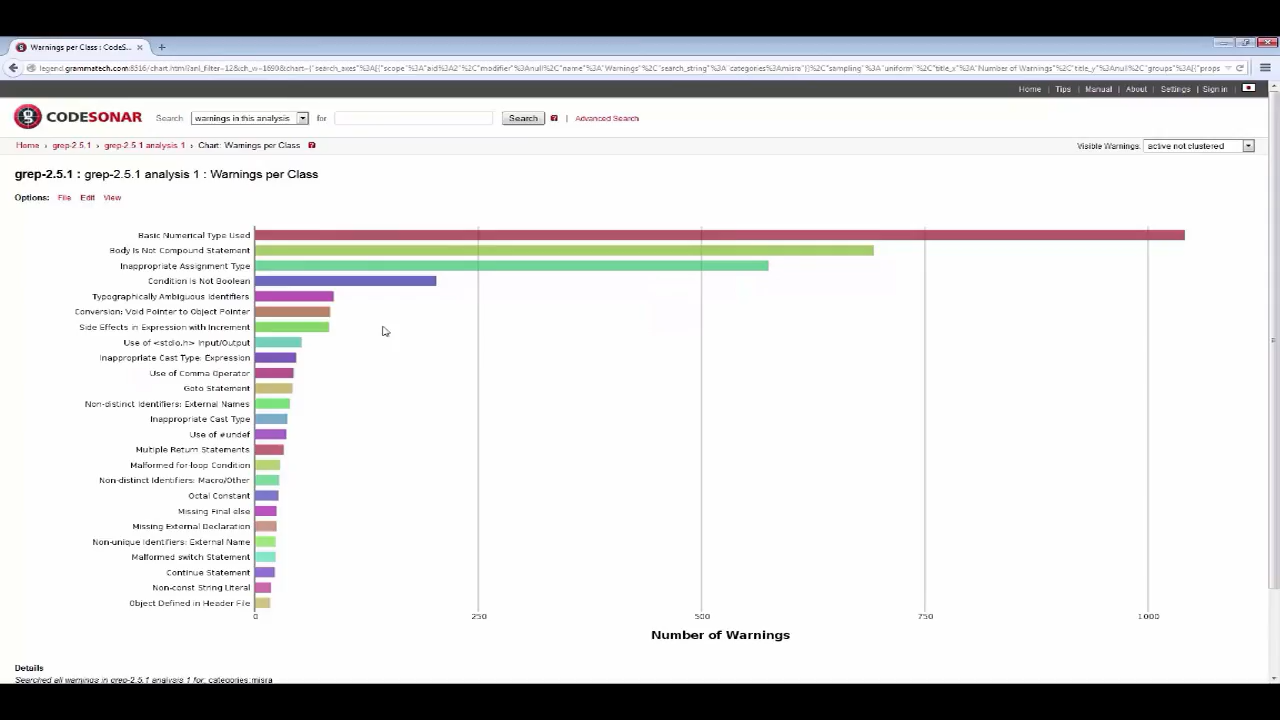 Warnings per Class : CodeS...
legend.grammatech.com:8516/chart.html
Home | Tips | Manual | About | Settings | Sign in
CODESONAR Search warnings in this analysis for Search | Advanced Search
Home › grep-2.5.1 › grep-2.5.1 analysis 1 › Chart: Warnings per Class
Visible Warnings: active not clustered
grep-2.5.1 : grep-2.5.1 analysis 1 : Warnings per Class
Options: File Edit View
Basic Numerical Type Used
Body Is Not Compound Statement
Inappropriate Assignment Type
Condition Is Not Boolean
Typographically Ambiguous Identifiers
Conversion: Void Pointer to Object Pointer
Side Effects in Expression with Increment
Use of <stdio.h> Input/Output
Inappropriate Cast Type: Expression
Use of Comma Operator
Goto Statement
Non-distinct Identifiers: External Names
Inappropriate Cast Type
Use of #undef
Multiple Return Statements
Malformed for-loop Condition
Non-distinct Identifiers: Macro/Other
Octal Constant
Missing Final else
Missing External Declaration
Non-unique Identifiers: External Name
Malformed switch Statement
Continue Statement
Non-const String Literal
Object Defined in Header File
0 250 500 750 1000
Number of Warnings
Details
Searched all warnings in grep-2.5.1 analysis 1 for: categories:misra